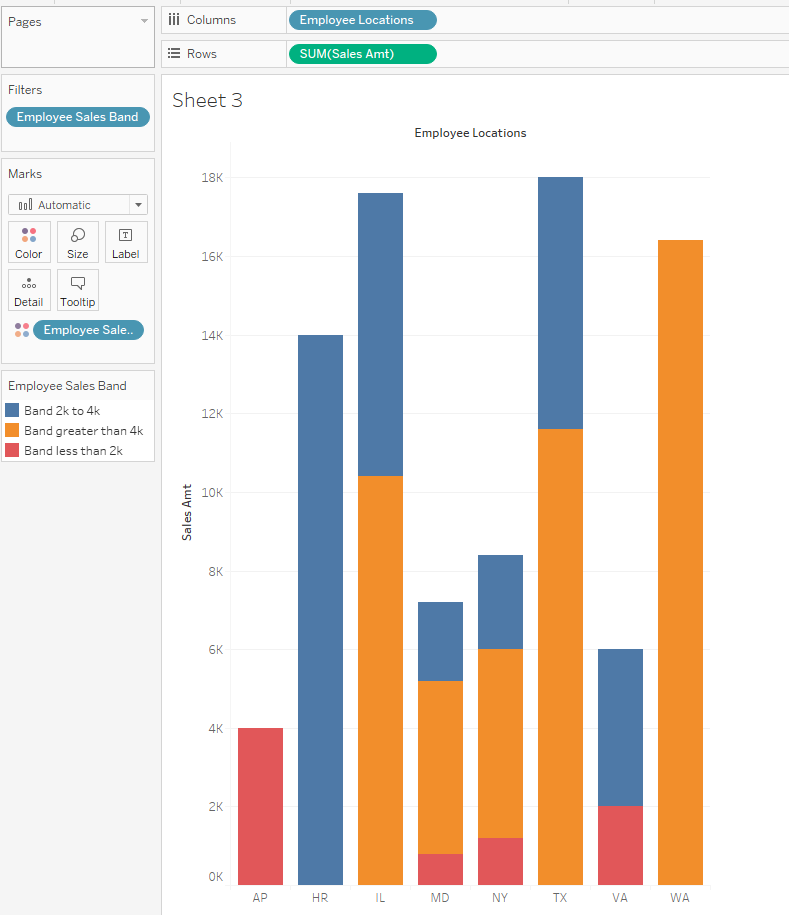 Pages
Columns
Employee Locations
Rows
SUM(Sales Amt)
Filters
Employee Sales Band
Marks
Automatic
Color
Size
Label
Detail
Tooltip
Employee Sale..
Employee Sales Band
Band 2k to 4k
Band greater than 4k
Band less than 2k
Sheet 3
Employee Locations
Sales Amt
18K
16K
14K
12K
10K
8K
6K
4K
2K
0K
AP HR IL MD NY TX VA WA